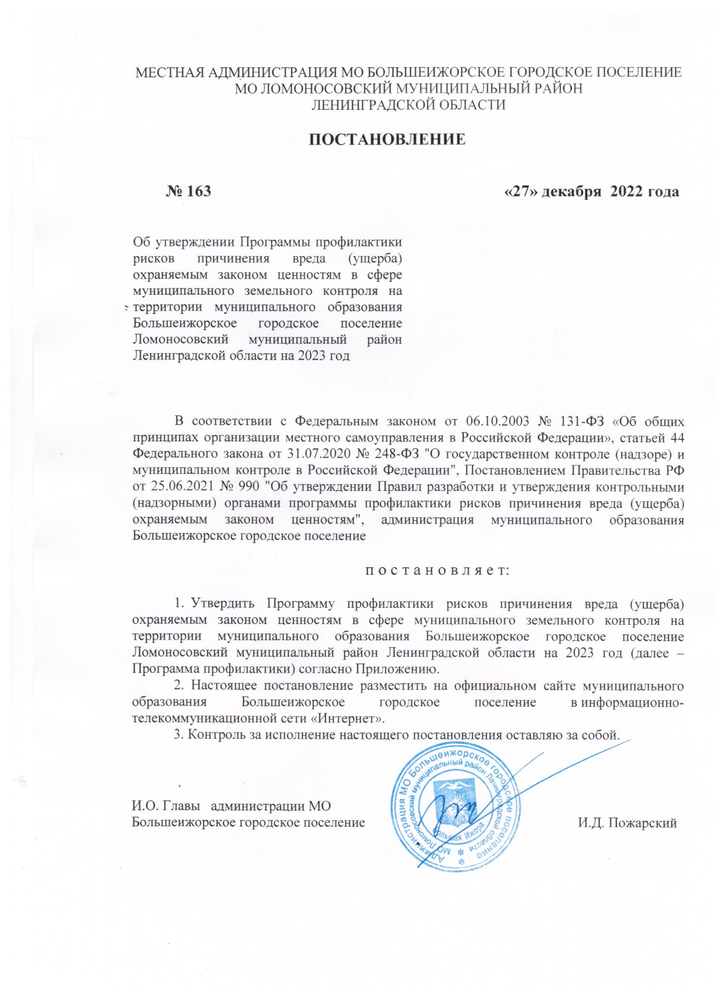 МЕСТНАЯ АДМИНИСТРАЦИЯ МО БОЛЬШЕИЖОРСКОЕ ГОРОДСКОЕ ПОСЕЛЕНИЕ
МО ЛОМОНОСОВСКИЙ МУНИЦИПАЛЬНЫЙ РАЙОН
ЛЕНИНГРАДСКОЙ ОБЛАСТИ
ПОСТАНОВЛЕНИЕ
№ 163 «27» декабря 2022 года
Об утверждении Программы профилактики
рисков причинения вреда (ущерба)
охраняемым законом ценностям в сфере
муниципального земельного контроля на
территории муниципального образования
Большеижорское городское поселение
Ломоносовский муниципальный район
Ленинградской области на 2023 год
В соответствии с Федеральным законом от 06.10.2003 № 131-ФЗ «Об общих
принципах организации местного самоуправления в Российской Федерации», статьей 44
Федерального закона от 31.07.2020 № 248-ФЗ "О государственном контроле (надзоре) и
муниципальном контроле в Российской Федерации", Постановлением Правительства РФ
от 25.06.2021 № 990 "Об утверждении Правил разработки и утверждения контрольными
(надзорными) органами программы профилактики рисков причинения вреда (ущерба)
охраняемым законом ценностям", администрация муниципального образования
Большеижорское городское поселение
п о с т а н о в л я е т:
1. Утвердить Программу профилактики рисков причинения вреда (ущерба)
охраняемым законом ценностям в сфере муниципального земельного контроля на
территории муниципального образования Большеижорское городское поселение
Ломоносовский муниципальный район Ленинградской области на 2023 год (далее –
Программа профилактики) согласно Приложению.
2. Настоящее постановление разместить на официальном сайте муниципального
образования Большеижорское городское поселение в информационно-
телекоммуникационной сети «Интернет».
3. Контроль за исполнение настоящего постановления оставляю за собой.
И.О. Главы администрации МО
Большеижорское городское поселение И.Д. Пожарский
Администрация МО Большеижорское городское поселение
МО Ломоносовский муниципальный район Ленинградской области
Большая Ижора